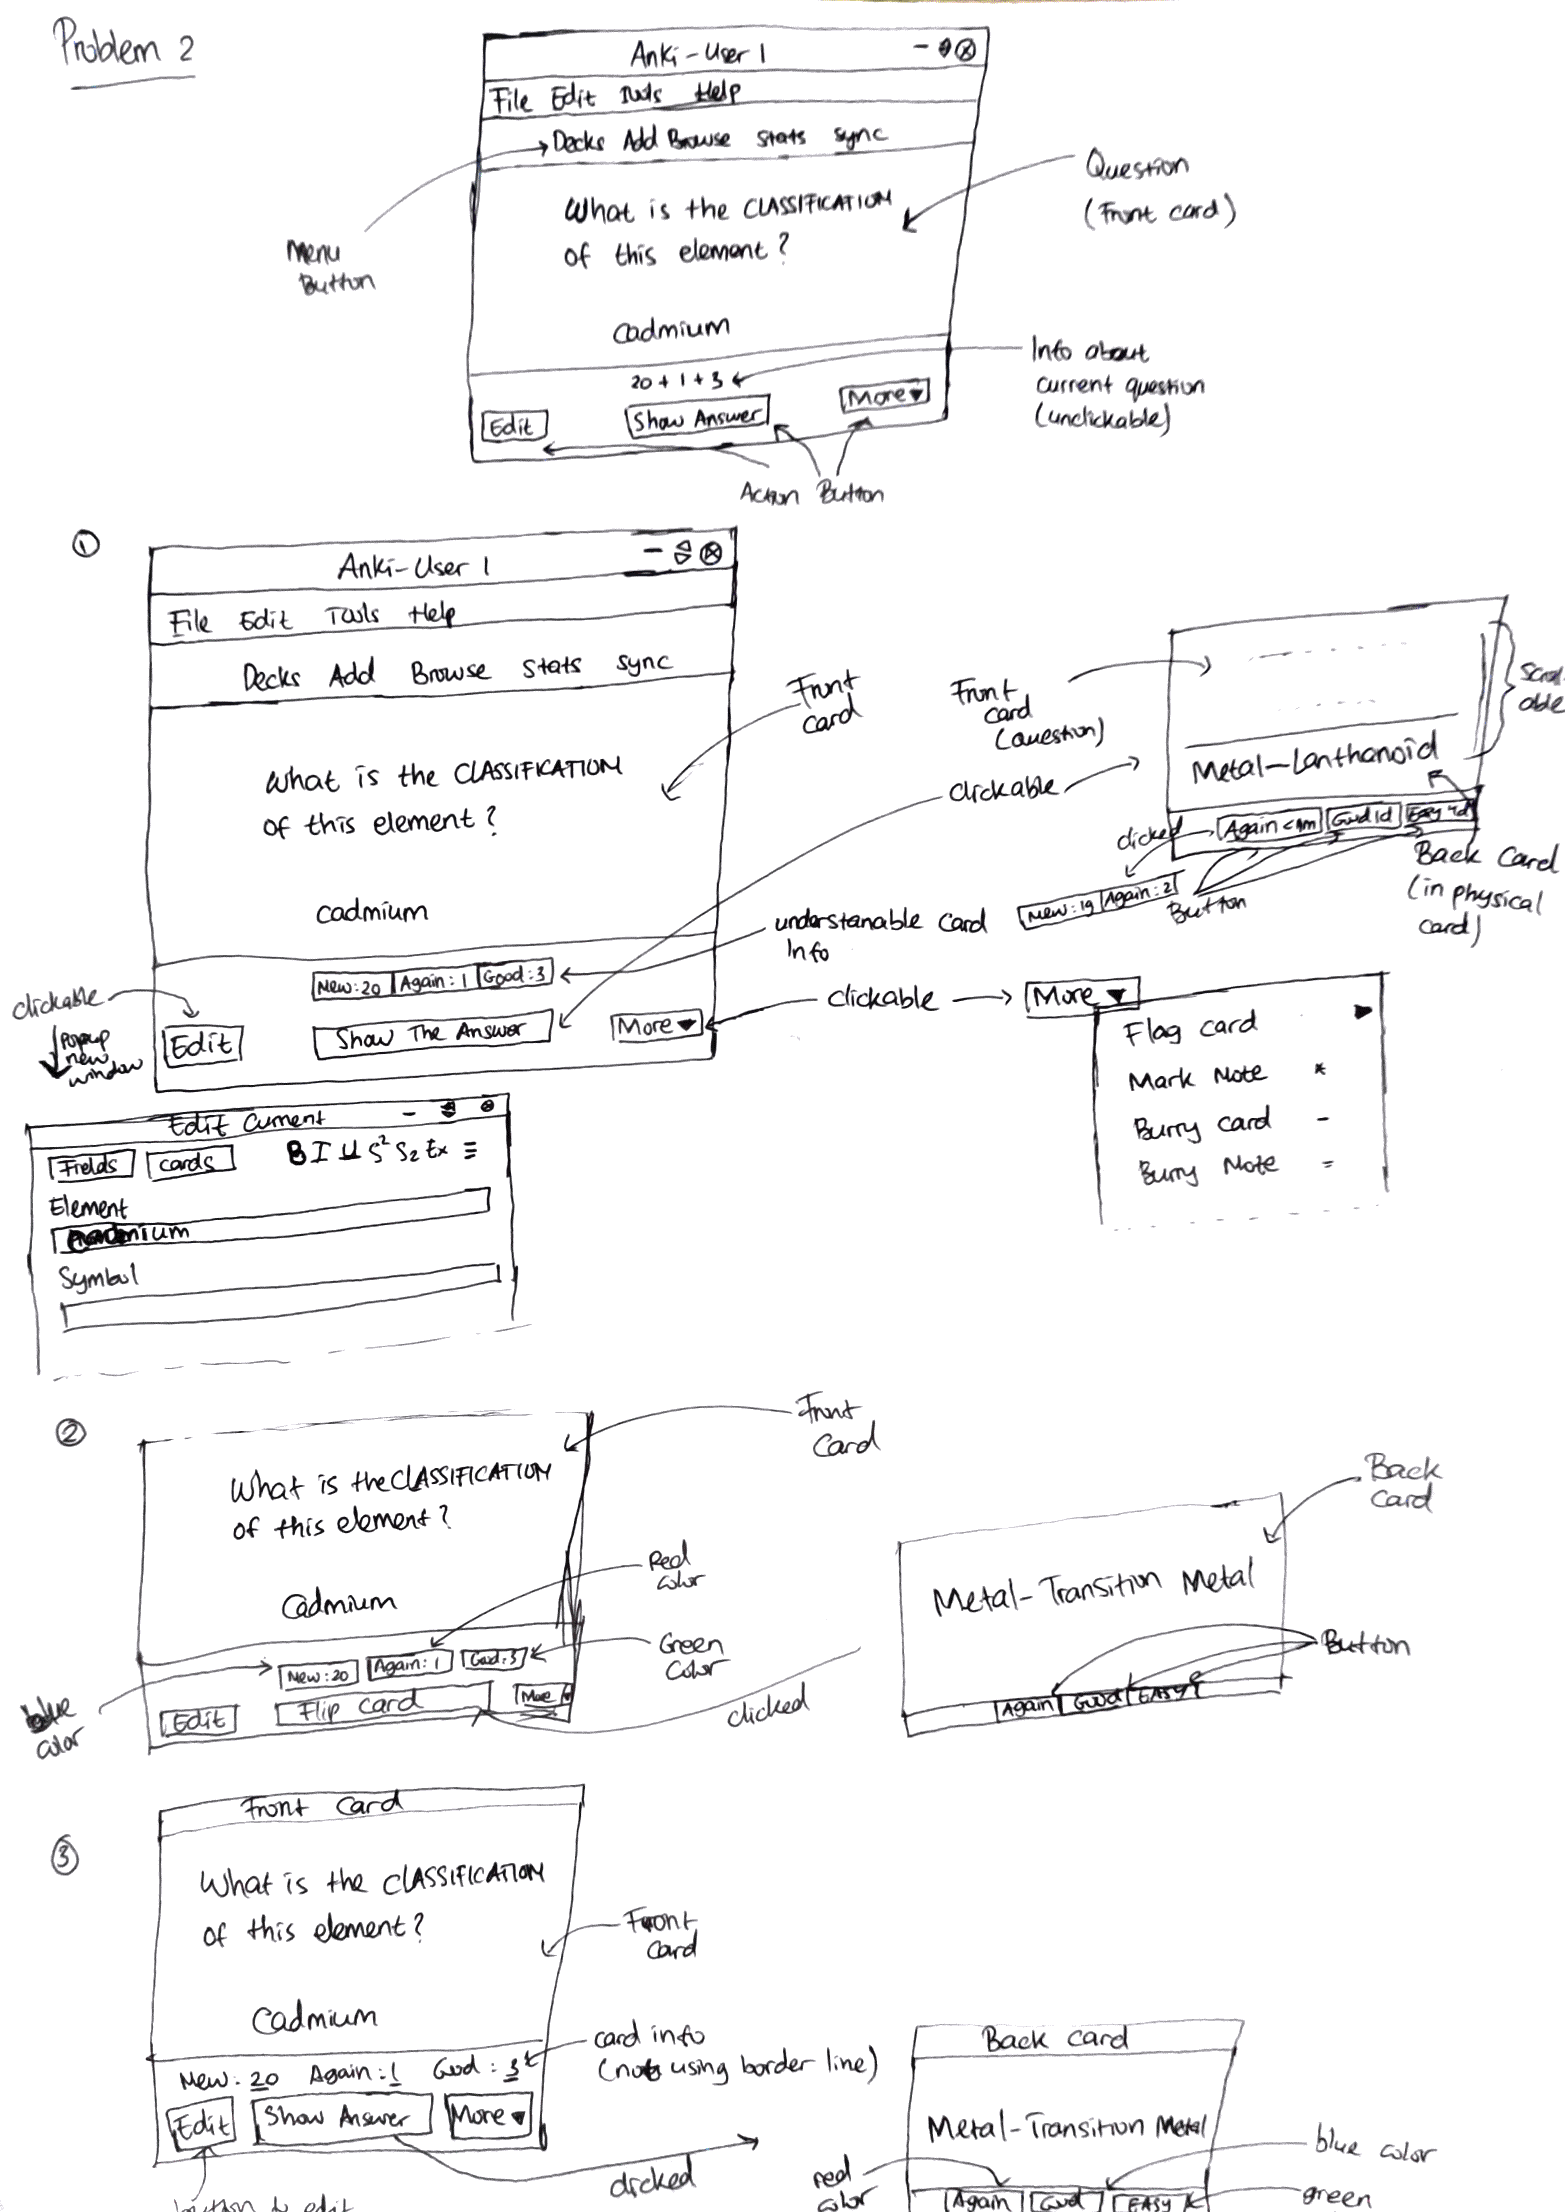 Problem 2
Anki-User 1
File Edit Tools Help
Decks Add Browse Stats Sync
What is the CLASSIFICATION
of this element?
Cadmium
20 + 1 + 3
Edit
Show Answer
More
Menu
Button
Question
(Front card)
Info about
current question
(unclickable)
Action Button
1
Anki-User 1
File Edit Tools Help
Decks Add Browse Stats Sync
What is the CLASSIFICATION
of this element?
cadmium
New:20 Again:1 Good:3
Edit
Show The Answer
More
Front
card
clickable
understanable card
Info
clickable
clickable
Popup
new
window
Front
card
(Question)
Scroll
able
Metal-Lanthanoid
Again <1m Good 1d Easy 4d
clicked
New:19 Again:2
Button
Back Card
(in physical
card)
More
Flag card
Mark Note *
Burry card -
Burry Note =
Edit Current
Fields cards B I U S² S₂ Ex ≡
Element
Symbol
2
What is the CLASSIFICATION
of this element?
Cadmium
New:20 Again:1 Good:3
Edit
Flip Card
More
Front
Card
Red
color
Green
Color
blue
color
clicked
Back
Card
Metal-Transition Metal
Again Good EASY
Button
3
Front Card
What is the CLASSIFICATION
of this element?
Cadmium
New: 20 Again: 1 Good: 3
Edit
Show Answer
More
Front
Card
card info
(not using border line)
clicked
button to edit
Back card
Metal-Transition Metal
Again Good EASY
red
color
blue color
green